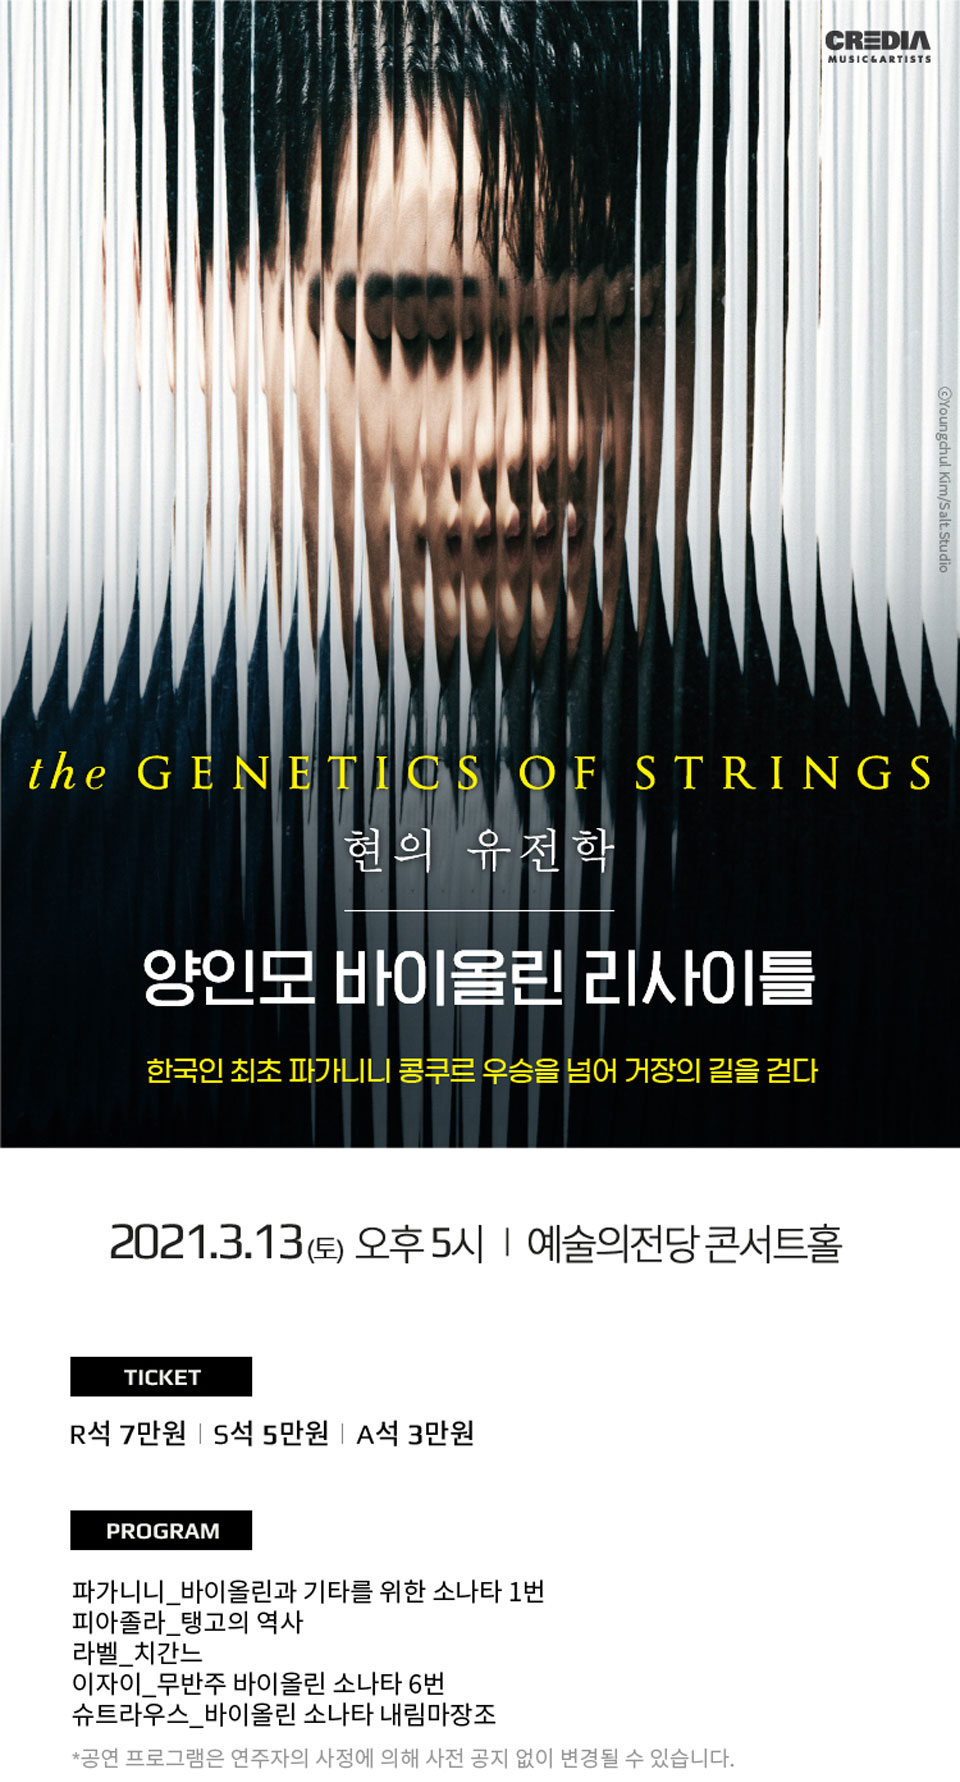 CREDIA
MUSIC&ARTISTS
ⓒYoungchul Kim/Salt Studio
the GENETICS OF STRINGS
현의 유전학
양인모 바이올린 리사이틀
한국인 최초 파가니니 콩쿠르 우승을 넘어 거장의 길을 걷다
2021.3.13(토) 오후 5시 | 예술의전당 콘서트홀
TICKET
R석 7만원 | S석 5만원 | A석 3만원
PROGRAM
파가니니_바이올린과 기타를 위한 소나타 1번
피아졸라_탱고의 역사
라벨_치간느
이자이_무반주 바이올린 소나타 6번
슈트라우스_바이올린 소나타 내림마장조
*공연 프로그램은 연주자의 사정에 의해 사전 공지 없이 변경될 수 있습니다.